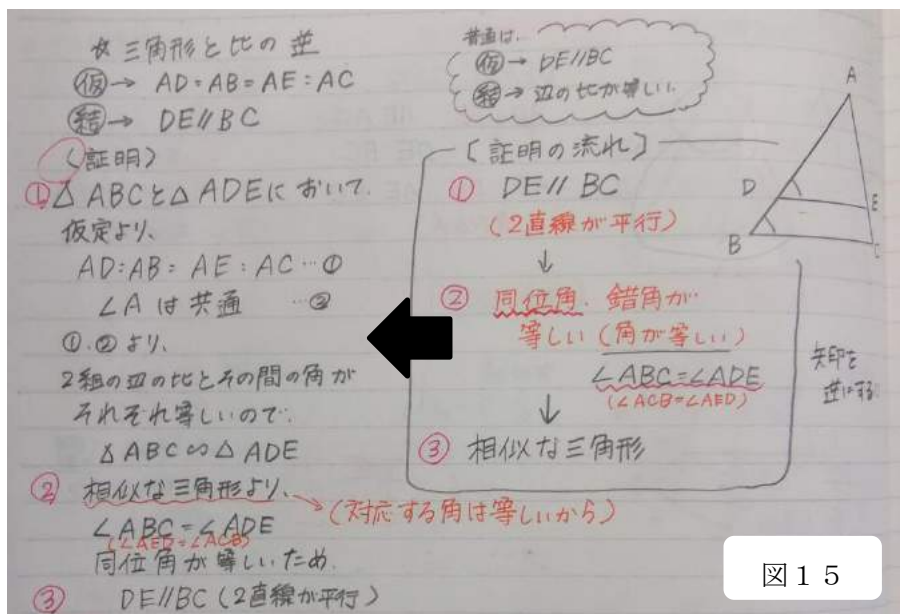 ☆三角形と比の逆
仮→ AD:AB=AE:AC
結→ DE//BC
(証明)
① △ABCと△ADEにおいて.
仮定より、
AD:AB=AE:AC…①
∠Aは共通 …②
①.②より、
2組の辺の比とその間の角が
それぞれ等しいので.
△ABC∽△ADE
② 相似な三角形より、
→(対応する角は等しいから)
∠ABC=∠ADE
(∠AED=∠ACB)
同位角が等しいため.
③ DE//BC(2直線が平行)
普通は、
仮→ DE//BC
結→ 辺の比が等しい.
[証明の流れ]
① DE//BC
(2直線が平行)
↓
② 同位角.錯角が
等しい(角が等しい)
∠ABC=∠ADE
(∠ACB=∠AED)
↓
③ 相似な三角形
矢印を
逆にする
A
D
E
B
C
図15